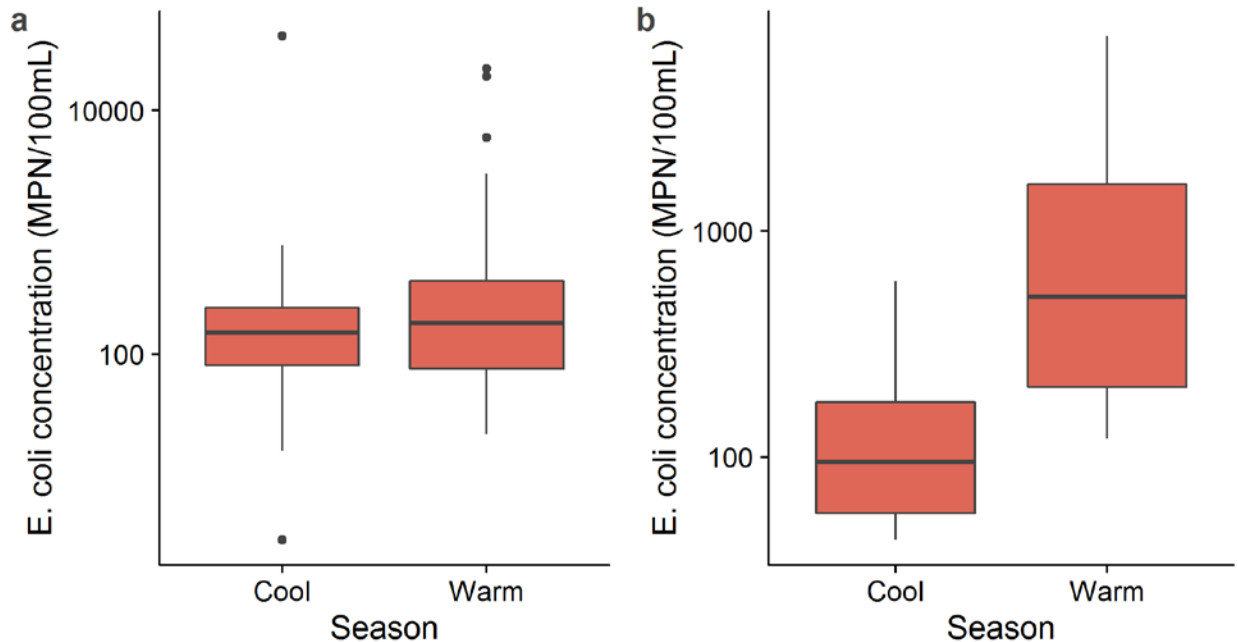 a
E. coli concentration (MPN/100mL)
10000
100
Cool Warm
Season
b
E. coli concentration (MPN/100mL)
1000
100
Cool Warm
Season